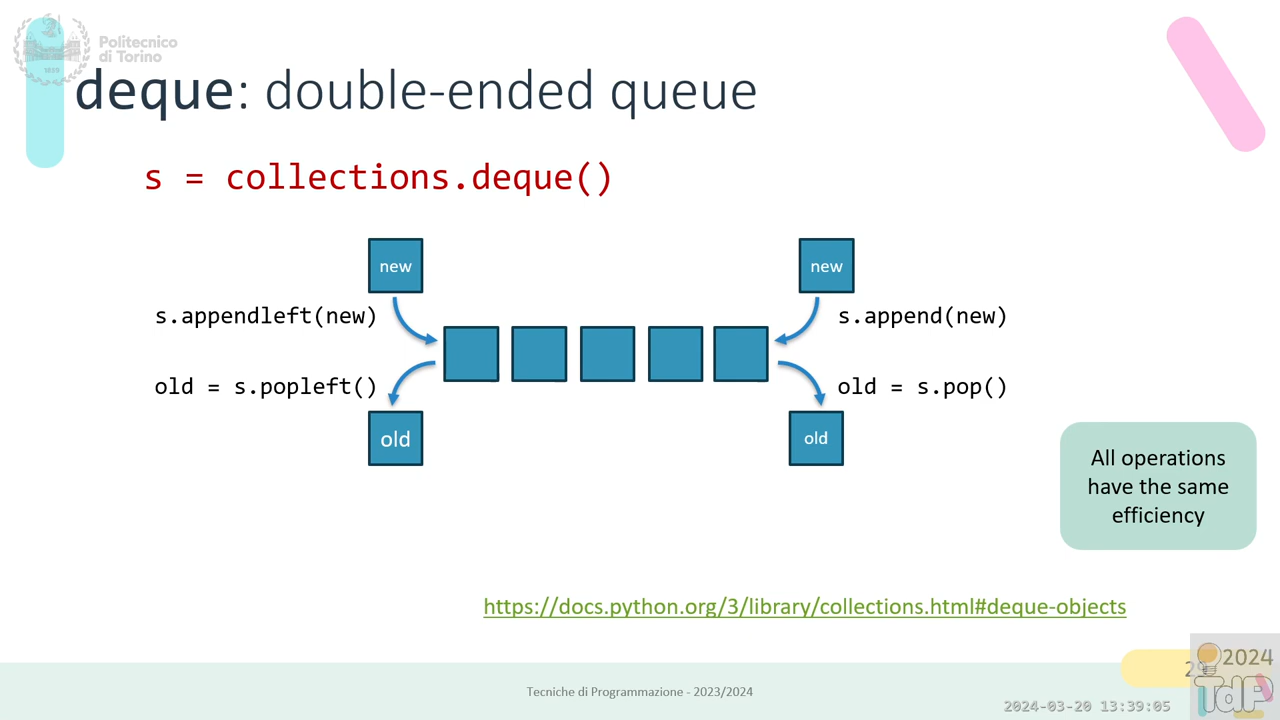 Politecnico
di Torino
deque: double-ended queue
s = collections.deque()
new
new
s.appendleft(new)
s.append(new)
old = s.popleft()
old = s.pop()
old
old
All operations
have the same
efficiency
https://docs.python.org/3/library/collections.html#deque-objects
Tecniche di Programmazione - 2023/2024
2024
TdP
2024-03-20 13:39:05